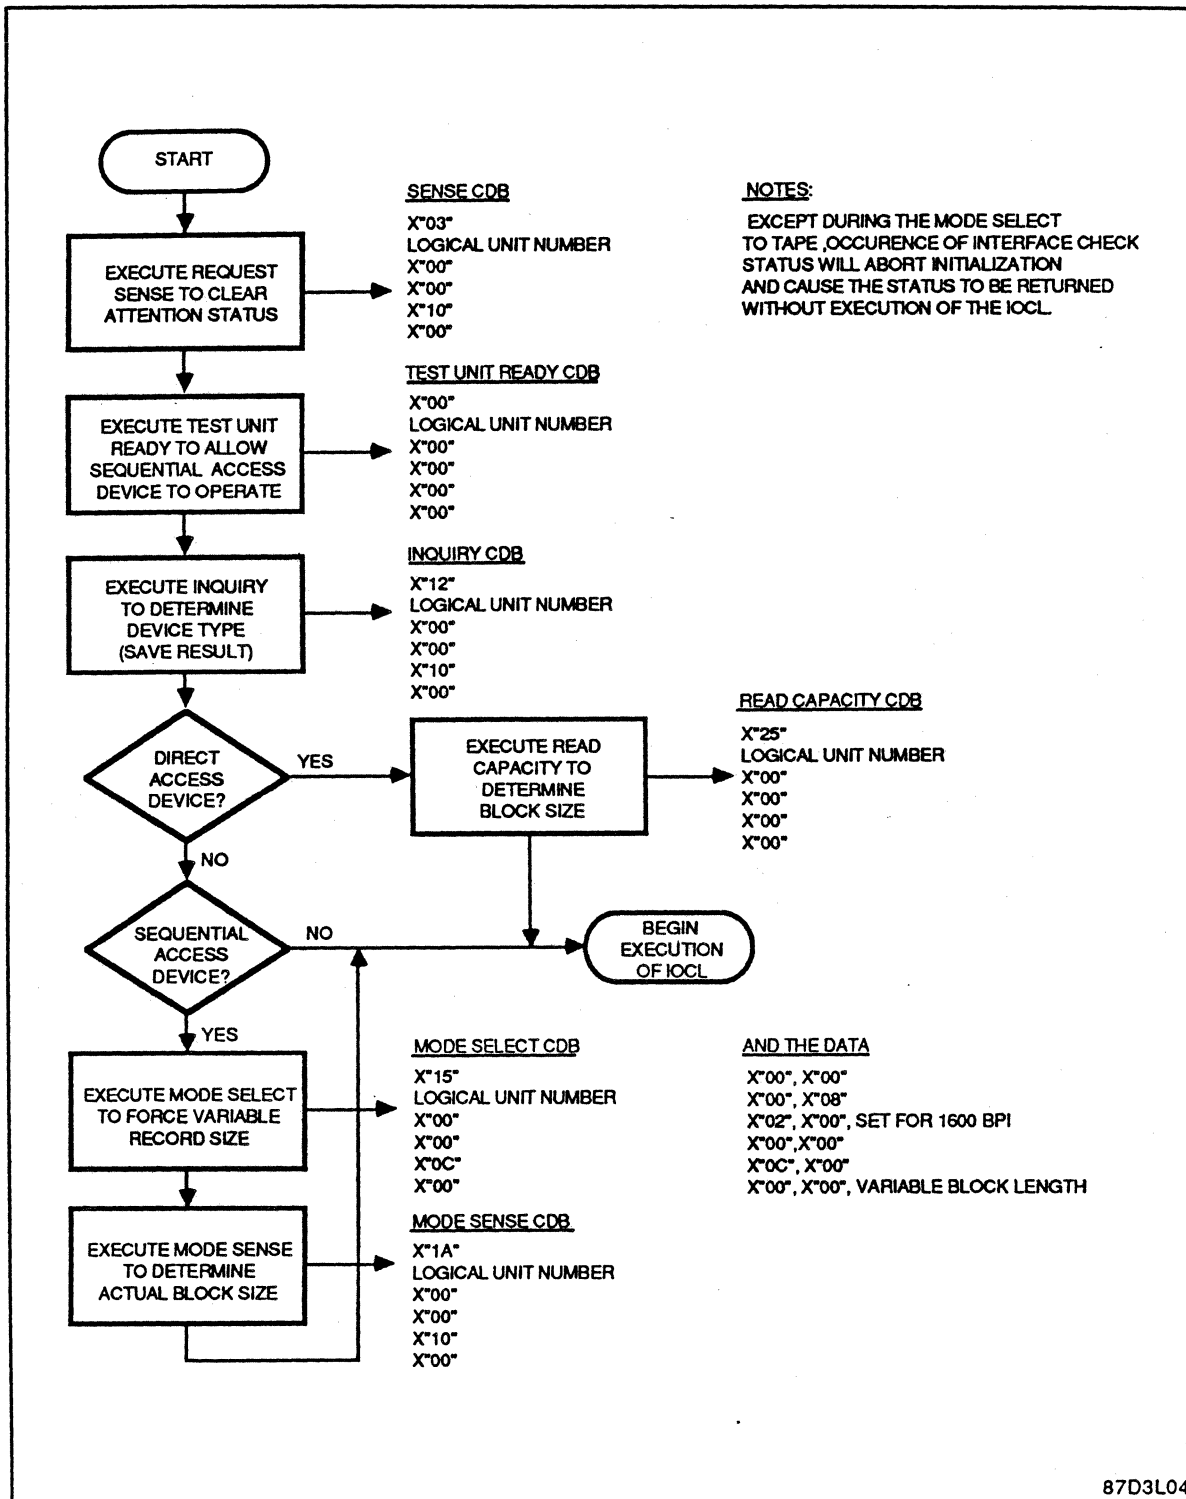 START
EXECUTE REQUEST
SENSE TO CLEAR
ATTENTION STATUS
SENSE CDB
X"03"
LOGICAL UNIT NUMBER
X"00"
X"00"
X"10"
X"00"
NOTES:
EXCEPT DURING THE MODE SELECT
TO TAPE ,OCCURENCE OF INTERFACE CHECK
STATUS WILL ABORT INITIALIZATION
AND CAUSE THE STATUS TO BE RETURNED
WITHOUT EXECUTION OF THE IOCL.
EXECUTE TEST UNIT
READY TO ALLOW
SEQUENTIAL ACCESS
DEVICE TO OPERATE
TEST UNIT READY CDB
X"00"
LOGICAL UNIT NUMBER
X"00"
X"00"
X"00"
X"00"
EXECUTE INQUIRY
TO DETERMINE
DEVICE TYPE
(SAVE RESULT)
INQUIRY CDB
X"12"
LOGICAL UNIT NUMBER
X"00"
X"00"
X"10"
X"00"
DIRECT
ACCESS
DEVICE?
YES
NO
EXECUTE READ
CAPACITY TO
DETERMINE
BLOCK SIZE
READ CAPACITY CDB
X"25"
LOGICAL UNIT NUMBER
X"00"
X"00"
X"00"
X"00"
SEQUENTIAL
ACCESS
DEVICE?
NO
YES
BEGIN
EXECUTION
OF IOCL
EXECUTE MODE SELECT
TO FORCE VARIABLE
RECORD SIZE
MODE SELECT CDB
X"15"
LOGICAL UNIT NUMBER
X"00"
X"00"
X"0C"
X"00"
AND THE DATA
X"00", X"00"
X"00", X"08"
X"02", X"00", SET FOR 1600 BPI
X"00",X"00"
X"0C", X"00"
X"00", X"00", VARIABLE BLOCK LENGTH
EXECUTE MODE SENSE
TO DETERMINE
ACTUAL BLOCK SIZE
MODE SENSE CDB
X"1A"
LOGICAL UNIT NUMBER
X"00"
X"00"
X"10"
X"00"
87D3L04